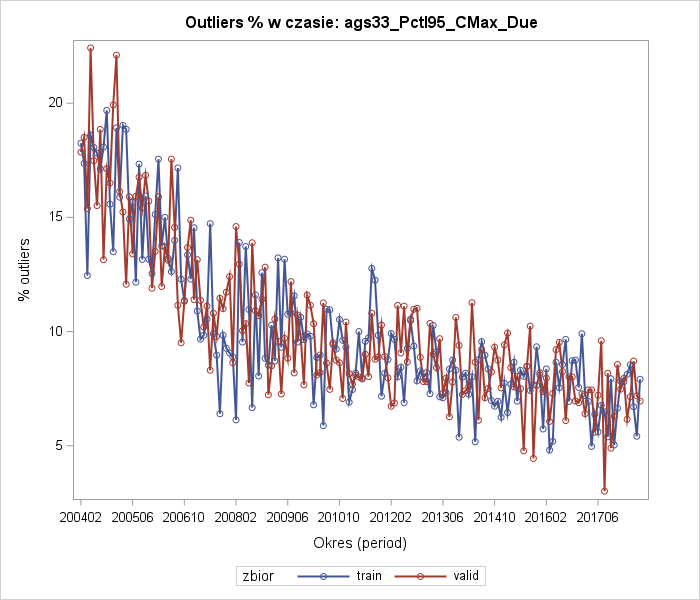 Outliers % w czasie: ags33_Pctl95_CMax_Due
% outliers
20
15
10
5
200402 200506 200610 200802 200906 201010 201202 201306 201410 201602 201706
Okres (period)
zbior train valid